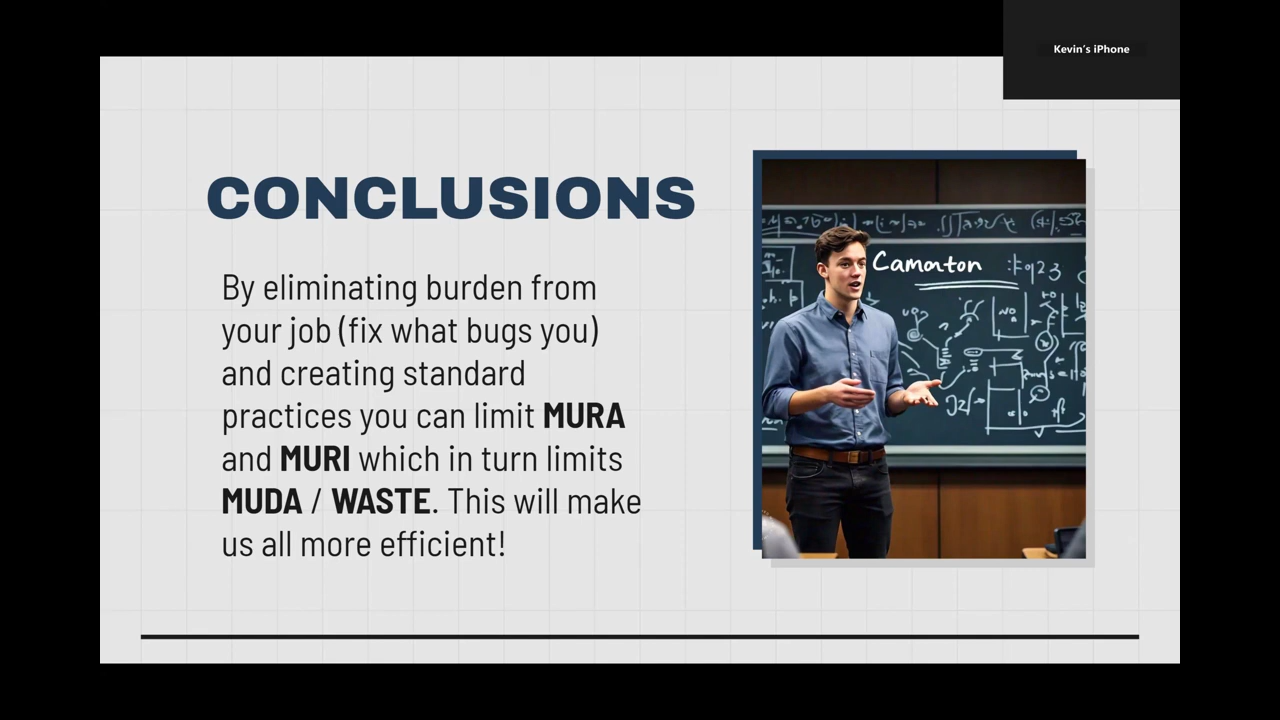 Kevin's iPhone
CONCLUSIONS
By eliminating burden from
your job (fix what bugs you)
and creating standard
practices you can limit MURA
and MURI which in turn limits
MUDA / WASTE. This will make
us all more efficient!
Camonton